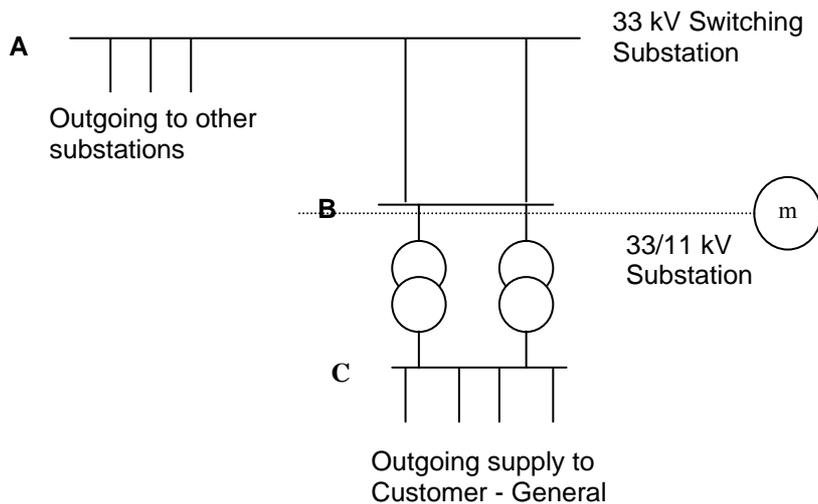 33 kV Switching
Substation
A
Outgoing to other
substations
B
m
33/11 kV
Substation
C
Outgoing supply to
Customer - General